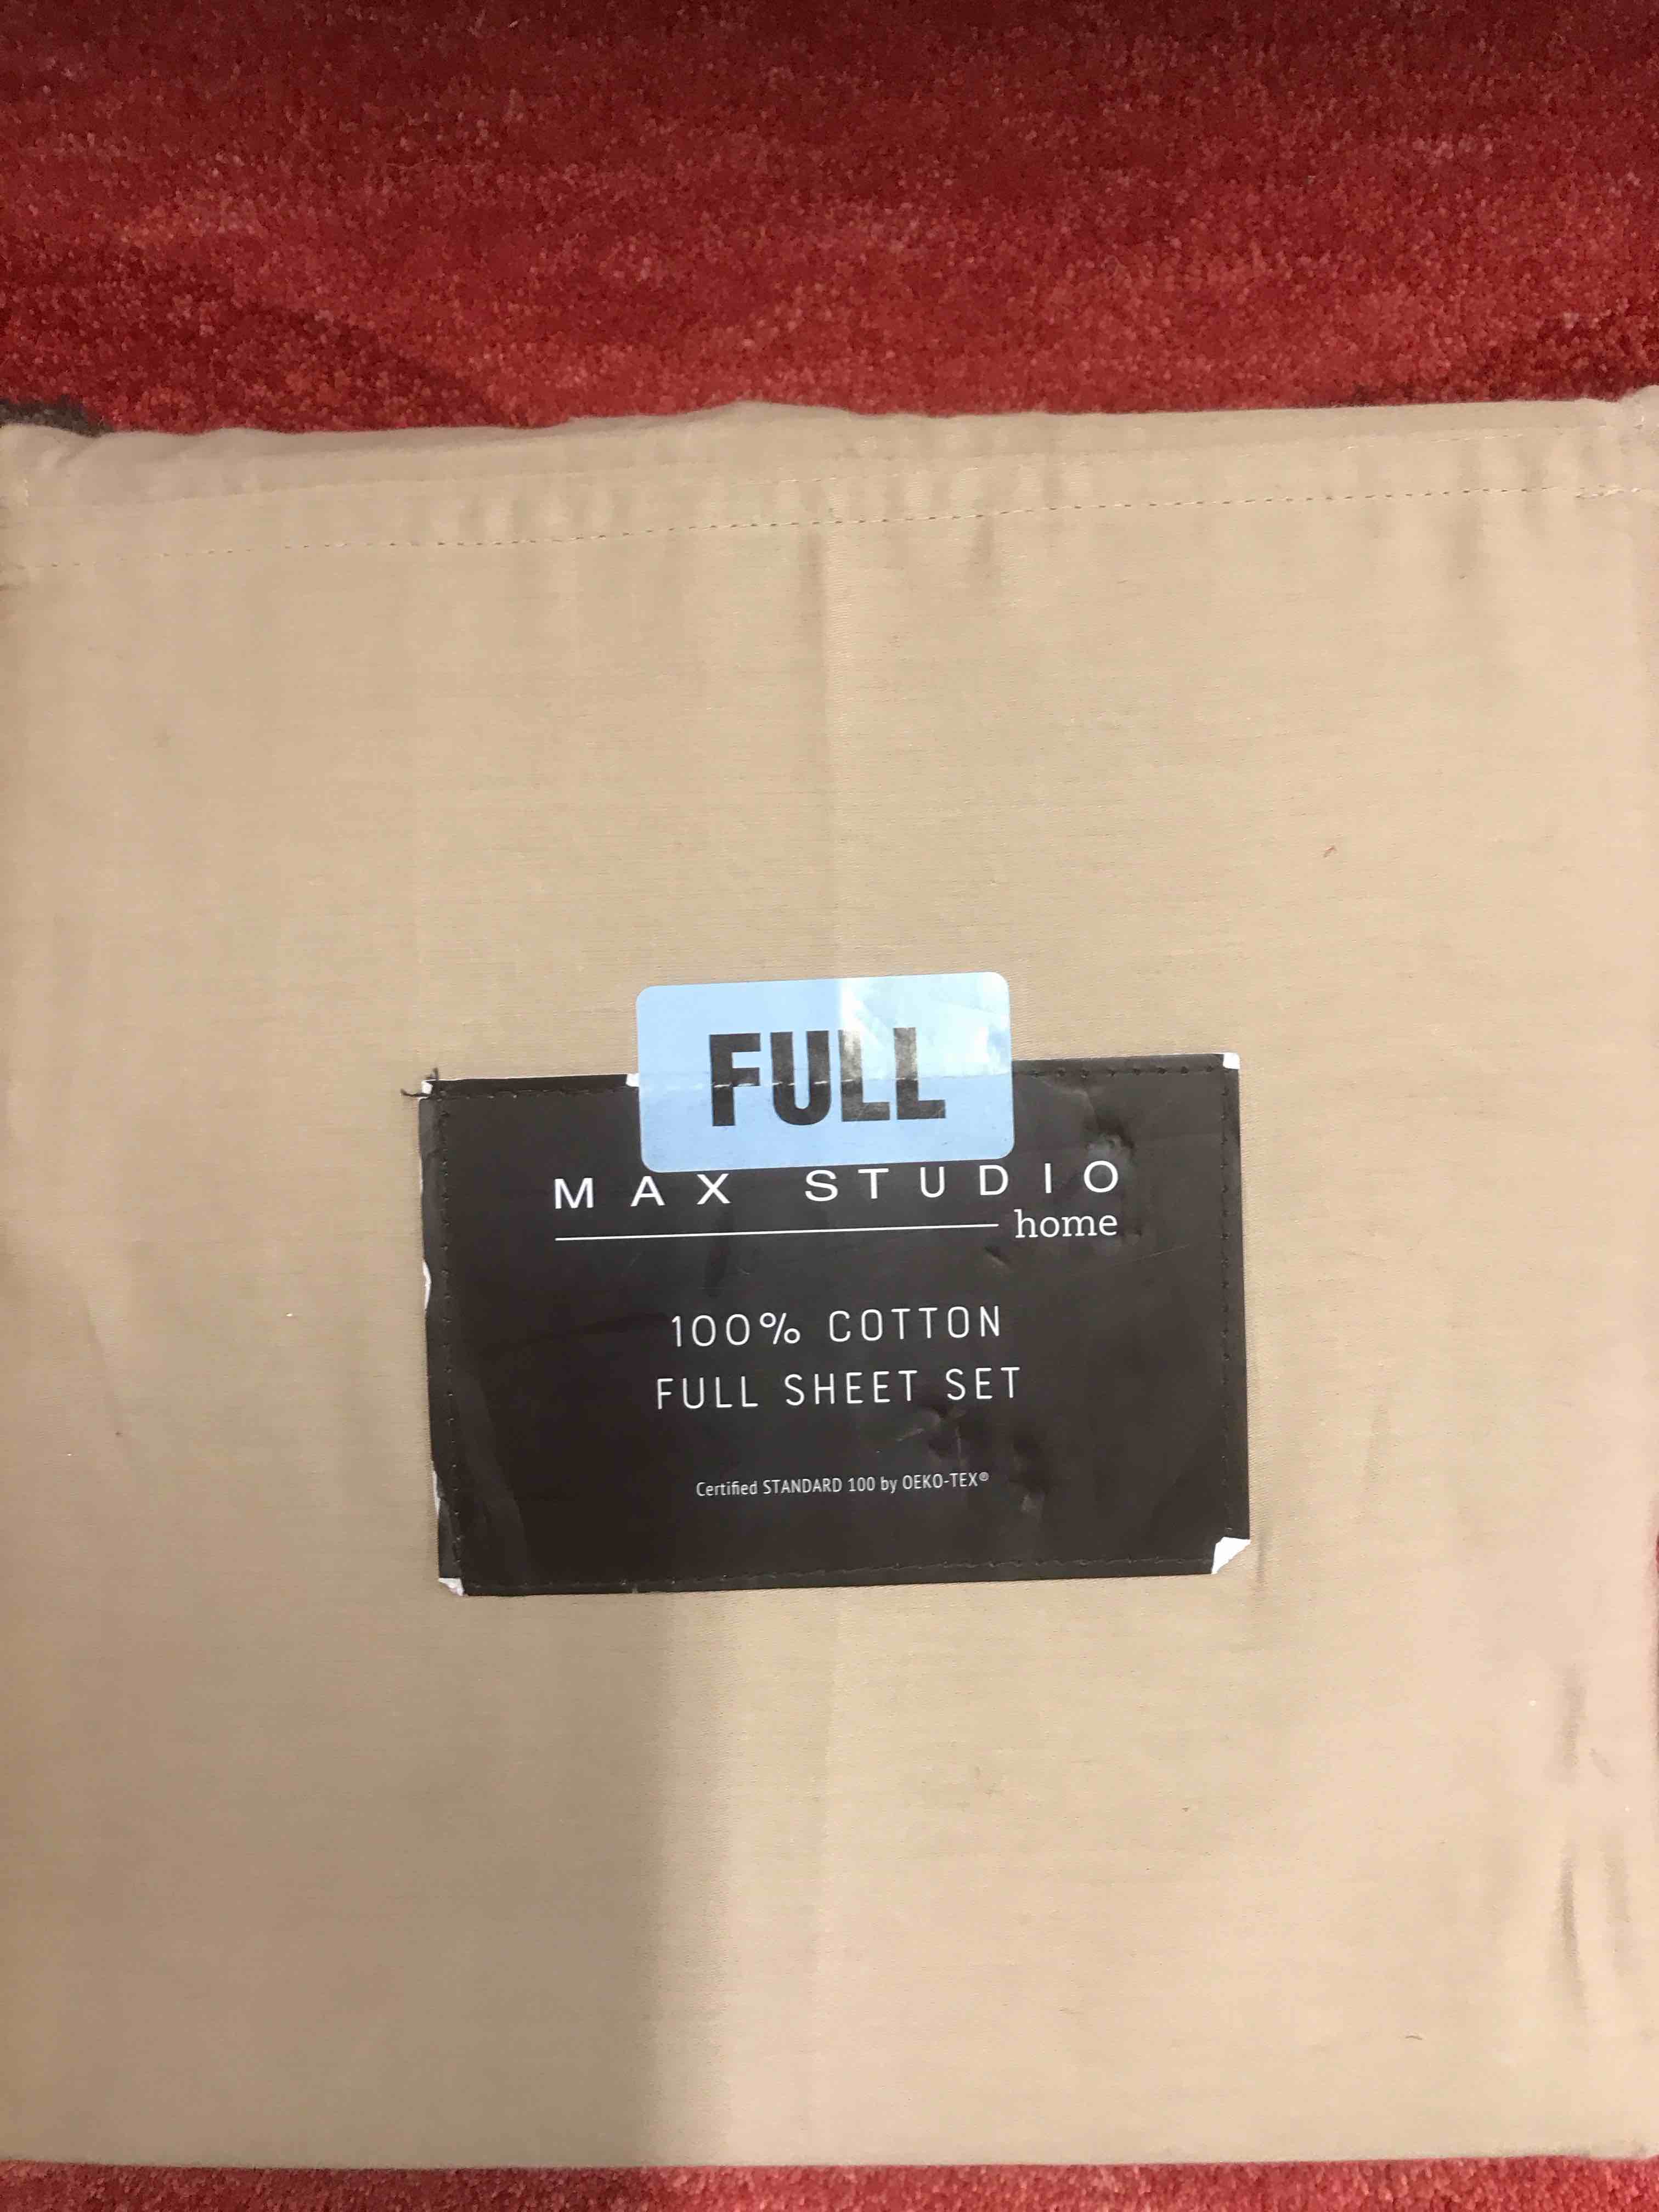 FULL
MAX STUDIO
home
100% COTTON
FULL SHEET SET
Certified STANDARD 100 by OEKO-TEX®